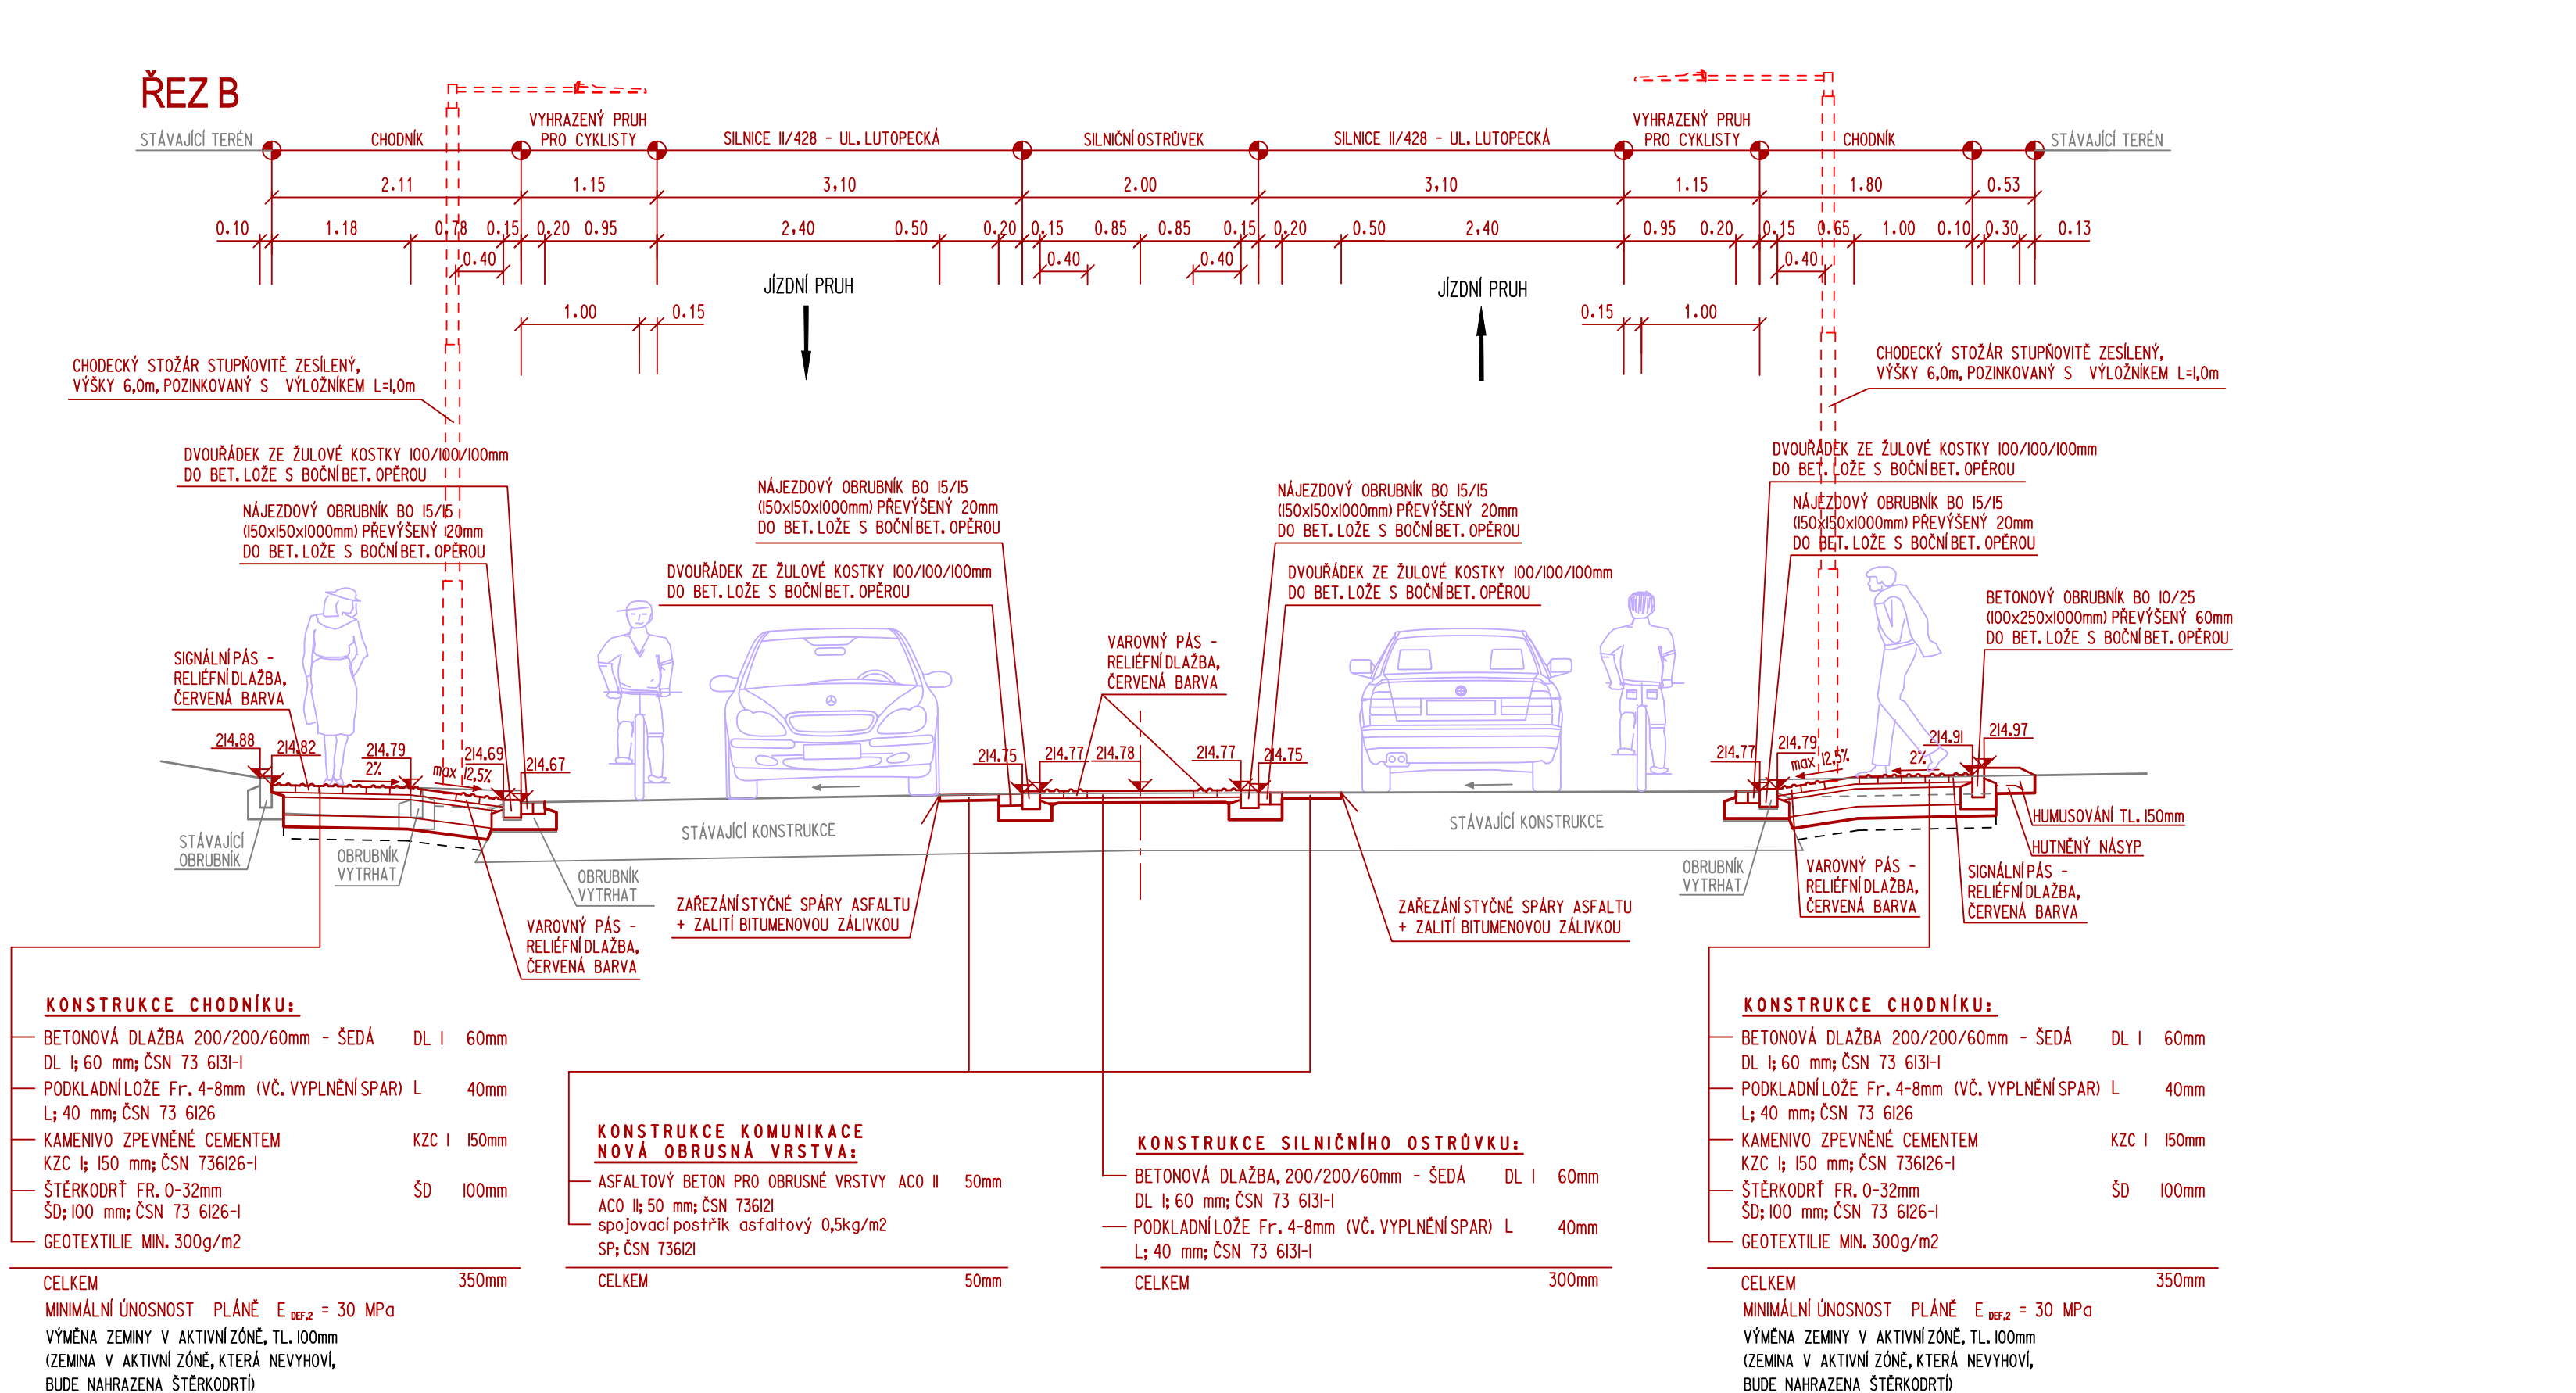 ŘEZ B
STÁVAJÍCÍ TERÉN
CHODNÍK
VYHRAZENÝ PRUH
PRO CYKLISTY
SILNICE II/428 - UL. LUTOPECKÁ
SILNIČNÍ OSTRŮVEK
SILNICE II/428 - UL. LUTOPECKÁ
VYHRAZENÝ PRUH
PRO CYKLISTY
CHODNÍK
STÁVAJÍCÍ TERÉN
2.11 1.15 3,10 2.00 3,10 1.15 1.80 0.53
0.10 1.18 0.78 0.15 0.20 0.95 2,40 0.50 0.20 0.15 0.85 0.85 0.15 0.20 0.50 2.40 0.95 0.20 0.15 0.65 1.00 0.10 0.30 0.13
0.40 0.40 0.40 0.40
JÍZDNÍ PRUH
JÍZDNÍ PRUH
1.00 0.15 0.15 1.00
CHODECKÝ STOŽÁR STUPŇOVITĚ ZESÍLENÝ,
VÝŠKY 6,0m, POZINKOVANÝ S VÝLOŽNÍKEM L=1,0m
CHODECKÝ STOŽÁR STUPŇOVITĚ ZESÍLENÝ,
VÝŠKY 6,0m, POZINKOVANÝ S VÝLOŽNÍKEM L=1,0m
DVOUŘÁDEK ZE ŽULOVÉ KOSTKY 100/100/100mm
DO BET. LOŽE S BOČNÍ BET. OPĚROU
NÁJEZDOVÝ OBRUBNÍK BO 15/15
(150x150x1000mm) PŘEVÝŠENÝ 20mm
DO BET. LOŽE S BOČNÍ BET. OPĚROU
NÁJEZDOVÝ OBRUBNÍK BO 15/15
(150x150x1000mm) PŘEVÝŠENÝ 20mm
DO BET. LOŽE S BOČNÍ BET. OPĚROU
DVOUŘÁDEK ZE ŽULOVÉ KOSTKY 100/100/100mm
DO BET. LOŽE S BOČNÍ BET. OPĚROU
NÁJEZDOVÝ OBRUBNÍK BO 15/15
(150x150x1000mm) PŘEVÝŠENÝ 20mm
DO BET. LOŽE S BOČNÍ BET. OPĚROU
DVOUŘÁDEK ZE ŽULOVÉ KOSTKY 100/100/100mm
DO BET. LOŽE S BOČNÍ BET. OPĚROU
DVOUŘÁDEK ZE ŽULOVÉ KOSTKY 100/100/100mm
DO BET. LOŽE S BOČNÍ BET. OPĚROU
NÁJEZDOVÝ OBRUBNÍK BO 15/15
(150x150x1000mm) PŘEVÝŠENÝ 20mm
DO BET. LOŽE S BOČNÍ BET. OPĚROU
BETONOVÝ OBRUBNÍK BO 10/25
(100x250x1000mm) PŘEVÝŠENÝ 60mm
DO BET. LOŽE S BOČNÍ BET. OPĚROU
SIGNÁLNÍ PÁS -
RELIÉFNÍ DLAŽBA,
ČERVENÁ BARVA
VAROVNÝ PÁS -
RELIÉFNÍ DLAŽBA,
ČERVENÁ BARVA
214.88 214.82 214.79 214.69 214.67 214.75 214.77 214.78 214.77 214.75 214.77 214.79 214.91 214.97
2% max 12,5% max 12,5% 2%
STÁVAJÍCÍ
OBRUBNÍK
OBRUBNÍK
VYTRHAT
OBRUBNÍK
VYTRHAT
STÁVAJÍCÍ KONSTRUKCE
STÁVAJÍCÍ KONSTRUKCE
OBRUBNÍK
VYTRHAT
HUMUSOVÁNÍ TL. 150mm
HUTNĚNÝ NÁSYP
VAROVNÝ PÁS -
RELIÉFNÍ DLAŽBA,
ČERVENÁ BARVA
ZAŘEZÁNÍ STYČNÉ SPÁRY ASFALTU
+ ZALITÍ BITUMENOVOU ZÁLIVKOU
ZAŘEZÁNÍ STYČNÉ SPÁRY ASFALTU
+ ZALITÍ BITUMENOVOU ZÁLIVKOU
VAROVNÝ PÁS -
RELIÉFNÍ DLAŽBA,
ČERVENÁ BARVA
SIGNÁLNÍ PÁS -
RELIÉFNÍ DLAŽBA,
ČERVENÁ BARVA
KONSTRUKCE CHODNÍKU:
BETONOVÁ DLAŽBA 200/200/60mm - ŠEDÁ DL I 60mm
DL I; 60 mm; ČSN 73 6131-1
PODKLADNÍ LOŽE Fr. 4-8mm (VČ. VYPLNĚNÍ SPAR) L 40mm
L; 40 mm; ČSN 73 6126
KAMENIVO ZPEVNĚNÉ CEMENTEM KZC I 150mm
KZC I; 150 mm; ČSN 736126-1
ŠTĚRKODRŤ FR. 0-32mm ŠD 100mm
ŠD; 100 mm; ČSN 73 6126-1
GEOTEXTILIE MIN. 300g/m2
CELKEM 350mm
MINIMÁLNÍ ÚNOSNOST PLÁNĚ E DEF,2 = 30 MPa
VÝMĚNA ZEMINY V AKTIVNÍ ZÓNĚ, TL. 100mm
(ZEMINA V AKTIVNÍ ZÓNĚ, KTERÁ NEVYHOVÍ,
BUDE NAHRAZENA ŠTĚRKODRTÍ)
KONSTRUKCE KOMUNIKACE
NOVÁ OBRUSNÁ VRSTVA:
ASFALTOVÝ BETON PRO OBRUSNÉ VRSTVY ACO 11 50mm
ACO 11; 50 mm; ČSN 736121
spojovací postřik asfaltový 0,5kg/m2
SP; ČSN 736121
CELKEM 50mm
KONSTRUKCE SILNIČNÍHO OSTRŮVKU:
BETONOVÁ DLAŽBA, 200/200/60mm - ŠEDÁ DL I 60mm
DL I; 60 mm; ČSN 73 6131-1
PODKLADNÍ LOŽE Fr. 4-8mm (VČ. VYPLNĚNÍ SPAR) L 40mm
L; 40 mm; ČSN 73 6131-1
CELKEM 300mm
KONSTRUKCE CHODNÍKU:
BETONOVÁ DLAŽBA 200/200/60mm - ŠEDÁ DL I 60mm
DL I; 60 mm; ČSN 73 6131-1
PODKLADNÍ LOŽE Fr. 4-8mm (VČ. VYPLNĚNÍ SPAR) L 40mm
L; 40 mm; ČSN 73 6126
KAMENIVO ZPEVNĚNÉ CEMENTEM KZC I 150mm
KZC I; 150 mm; ČSN 736126-1
ŠTĚRKODRŤ FR. 0-32mm ŠD 100mm
ŠD; 100 mm; ČSN 73 6126-1
GEOTEXTILIE MIN. 300g/m2
CELKEM 350mm
MINIMÁLNÍ ÚNOSNOST PLÁNĚ E DEF,2 = 30 MPa
VÝMĚNA ZEMINY V AKTIVNÍ ZÓNĚ, TL. 100mm
(ZEMINA V AKTIVNÍ ZÓNĚ, KTERÁ NEVYHOVÍ,
BUDE NAHRAZENA ŠTĚRKODRTÍ)